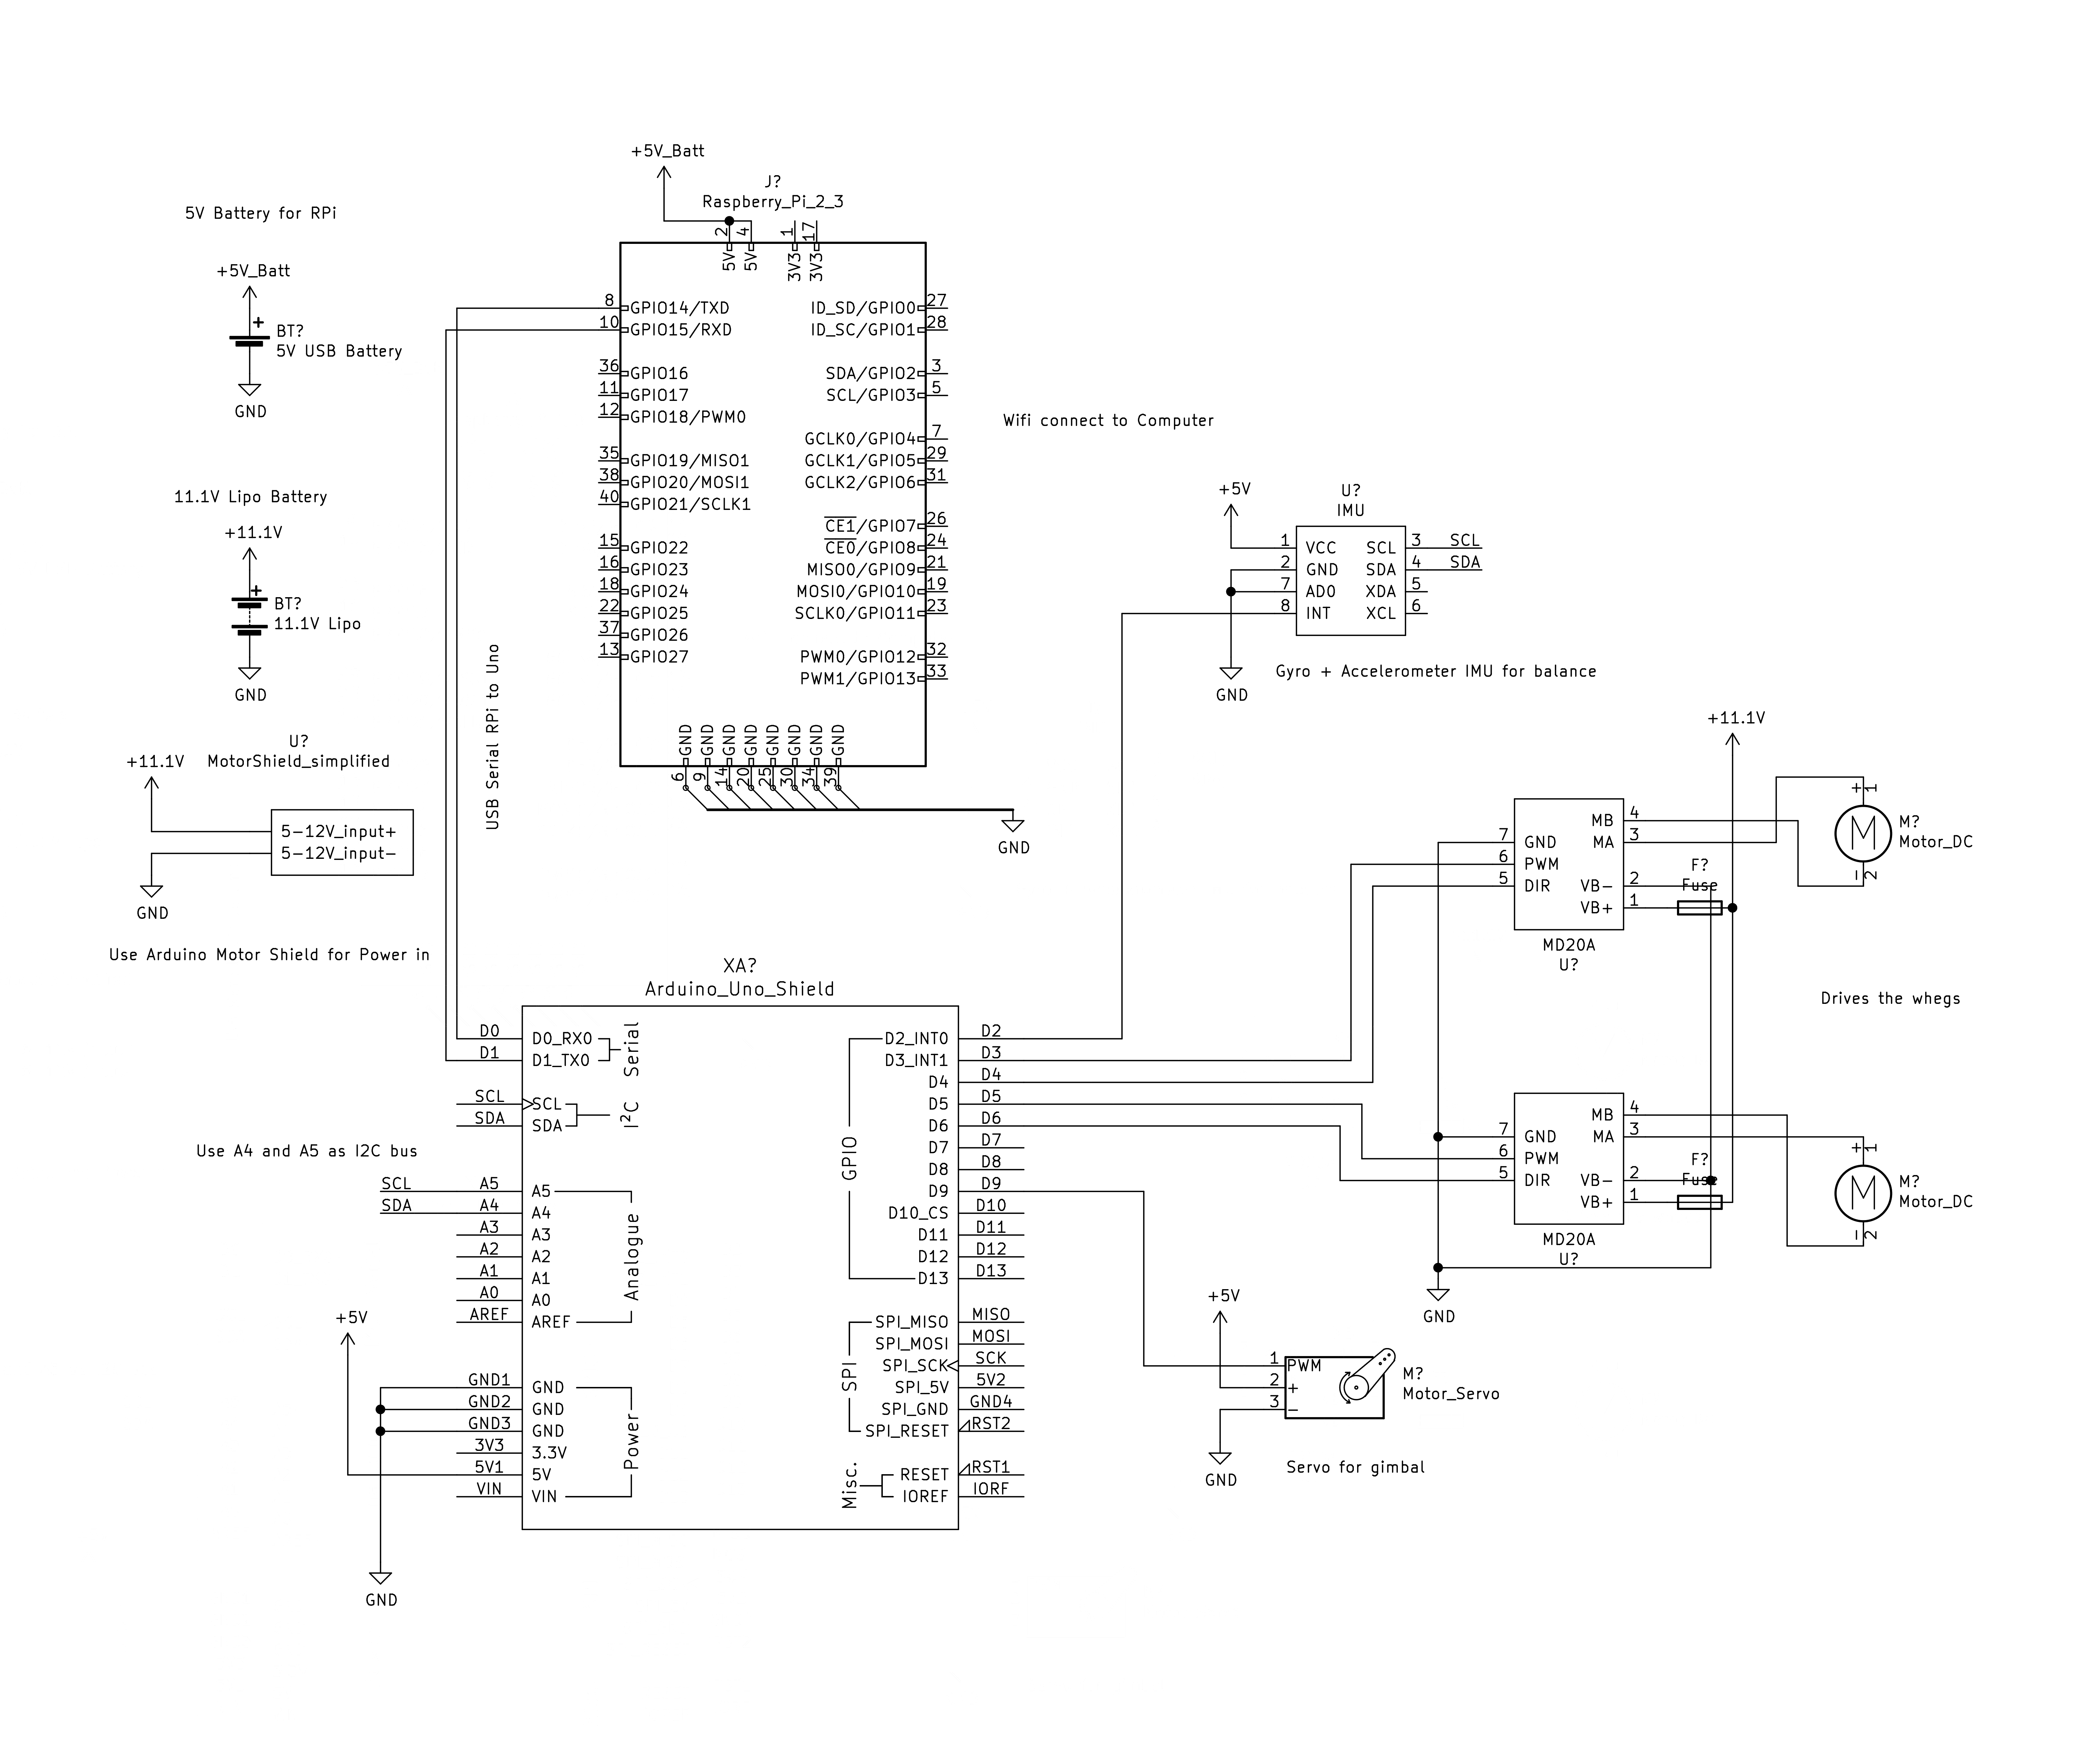 +5V_Batt
J?
Raspberry_Pi_2_3
2
4
1
17
5V
5V
3V3
3V3
8
GPIO14/TXD
10
GPIO15/RXD
36
GPIO16
11
GPIO17
12
GPIO18/PWM0
35
GPIO19/MISO1
38
GPIO20/MOSI1
40
GPIO21/SCLK1
15
GPIO22
16
GPIO23
18
GPIO24
22
GPIO25
37
GPIO26
13
GPIO27
ID_SD/GPIO0
27
ID_SC/GPIO1
28
SDA/GPIO2
3
SCL/GPIO3
5
GCLK0/GPIO4
7
GCLK1/GPIO5
29
GCLK2/GPIO6
31
CE1/GPIO7
26
CE0/GPIO8
24
MISO0/GPIO9
21
MOSI0/GPIO10
19
SCLK0/GPIO11
23
PWM0/GPIO12
32
PWM1/GPIO13
33
GND
GND
GND
GND
GND
GND
GND
GND
6
9
14
20
25
30
34
39
GND
5V Battery for RPi
+5V_Batt
+
BT?
5V USB Battery
GND
11.1V Lipo Battery
+11.1V
+
BT?
11.1V Lipo
GND
U?
MotorShield_simplified
+11.1V
5-12V_input+
5-12V_input-
GND
Use Arduino Motor Shield for Power in
USB Serial RPi to Uno
Wifi connect to Computer
+5V
U?
IMU
1
VCC
2
GND
7
AD0
8
INT
SCL
3
SCL
SDA
4
SDA
XDA
5
XCL
6
GND
Gyro + Accelerometer IMU for balance
+11.1V
7
GND
6
PWM
5
DIR
MB
4
MA
3
VB-
2
VB+
1
F?
Fuse
MD20A
U?
+
1
M
-
2
M?
Motor_DC
Drives the whegs
7
GND
6
PWM
5
DIR
MB
4
MA
3
VB-
2
VB+
1
F?
Fuse
MD20A
U?
+
1
M
-
2
M?
Motor_DC
GND
XA?
Arduino_Uno_Shield
D0
D0_RX0
D1
D1_TX0
Serial
SCL
SCL
SDA
SDA
I2C
Use A4 and A5 as I2C bus
SCL
A5
A5
SDA
A4
A4
A3
A3
A2
A2
A1
A1
A0
A0
AREF
AREF
Analogue
+5V
GND1
GND
GND2
GND
GND3
GND
3V3
3.3V
5V1
5V
VIN
VIN
Power
GND
GPIO
D2_INT0
D2
D3_INT1
D3
D4
D4
D5
D5
D6
D6
D7
D7
D8
D8
D9
D9
D10_CS
D10
D11
D11
D12
D12
D13
D13
SPI
SPI_MISO
MISO
SPI_MOSI
MOSI
SPI_SCK
SCK
SPI_5V
5V2
SPI_GND
GND4
SPI_RESET
RST2
Misc.
RESET
RST1
IOREF
IORF
+5V
1
PWM
2
+
3
-
M?
Motor_Servo
GND
Servo for gimbal